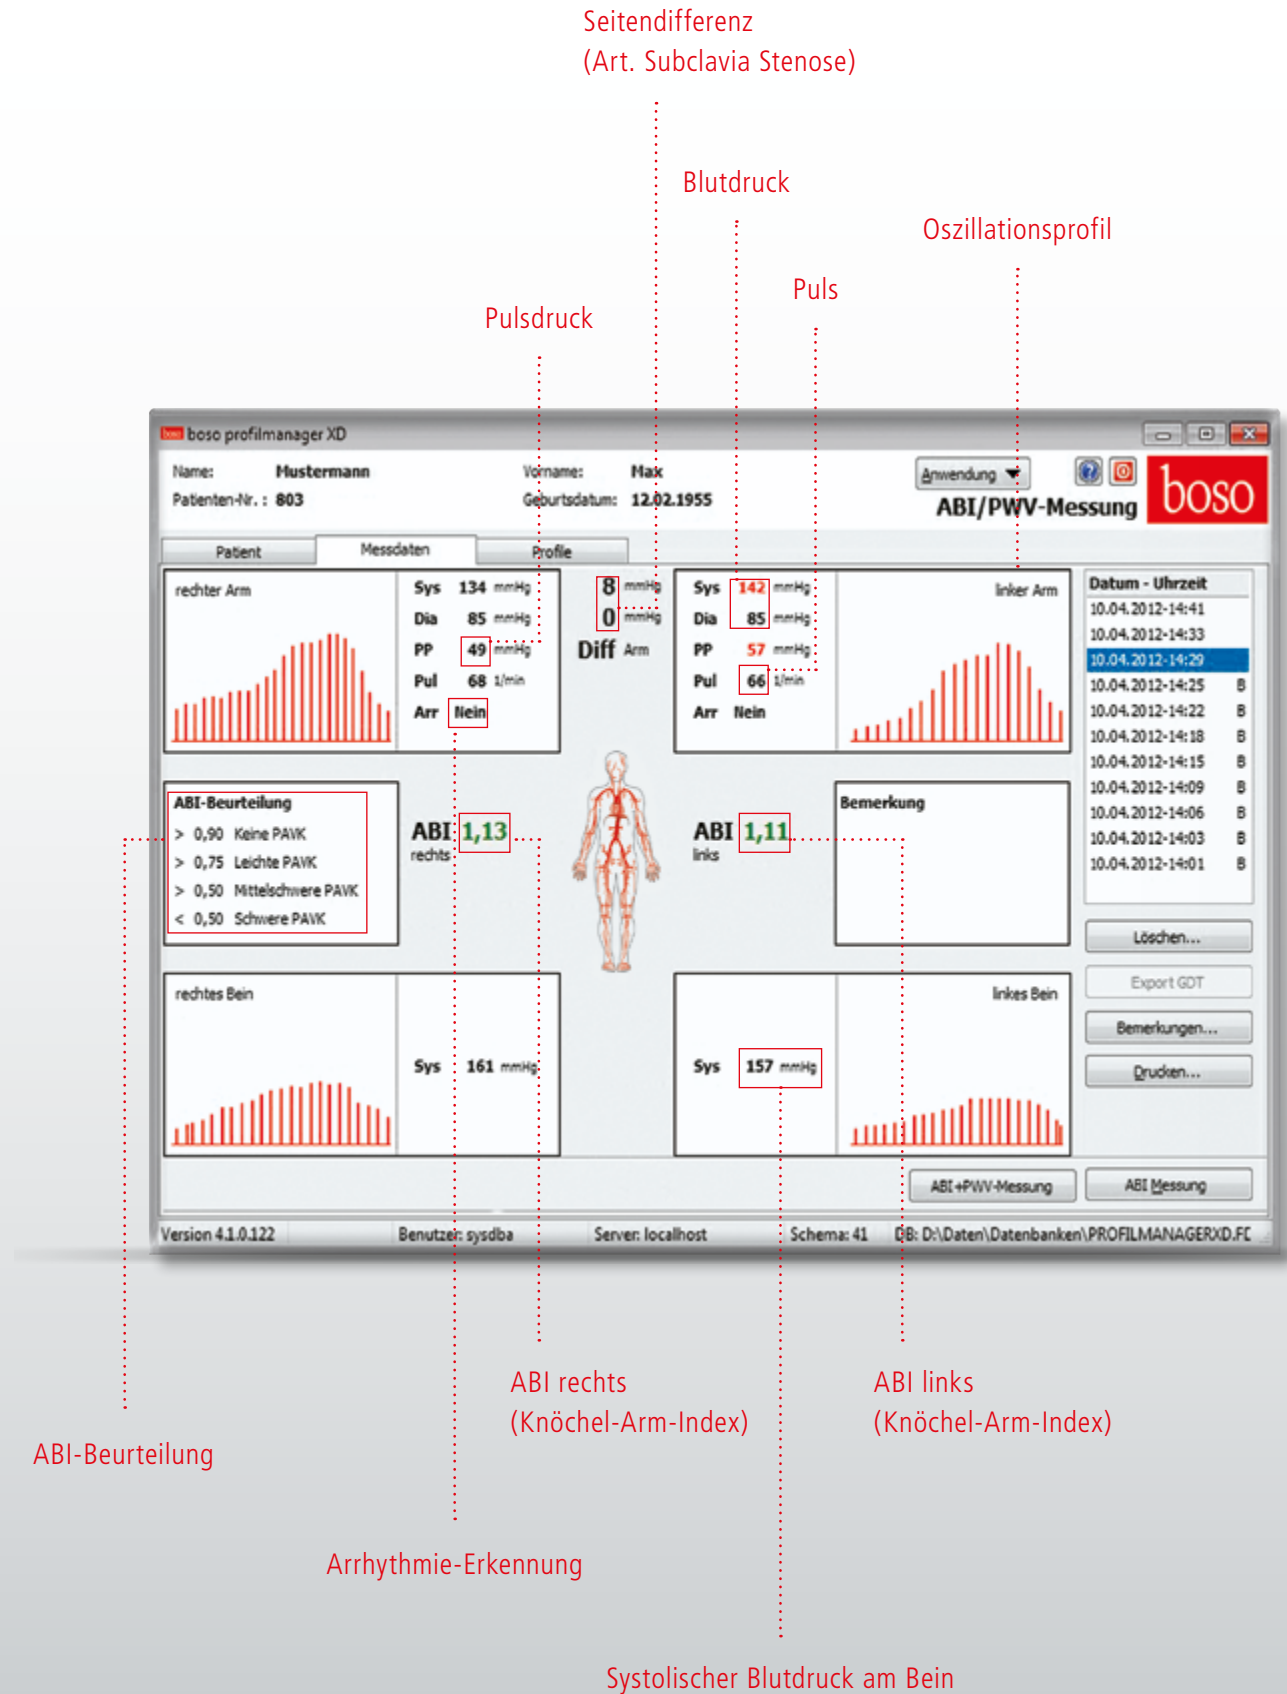 Seitendifferenz
(Art. Subclavia Stenose)
Blutdruck
Oszillationsprofil
Puls
Pulsdruck
boso boso profilmanager XD
Name: Mustermann Vorname: Max
Patienten-Nr. : 803 Geburtsdatum: 12.02.1955
Anwendung
ABI/PWV-Messung
boso
Patient Messdaten Profile
rechter Arm
Sys 134 mmHg
Dia 85 mmHg
PP 49 mmHg
Pul 68 1/min
Arr Nein
8 mmHg
0 mmHg
Diff Arm
Sys 142 mmHg
Dia 85 mmHg
PP 57 mmHg
Pul 66 1/min
Arr Nein
linker Arm
Datum - Uhrzeit
10.04.2012-14:41
10.04.2012-14:33
10.04.2012-14:29
10.04.2012-14:25 B
10.04.2012-14:22 B
10.04.2012-14:18 B
10.04.2012-14:15 B
10.04.2012-14:09 B
10.04.2012-14:06 B
10.04.2012-14:03 B
10.04.2012-14:01 B
ABI-Beurteilung
> 0,90 Keine PAVK
> 0,75 Leichte PAVK
> 0,50 Mittelschwere PAVK
< 0,50 Schwere PAVK
ABI 1,13
rechts
ABI 1,11
links
Bemerkung
Löschen...
Export GDT
Bemerkungen...
Drucken...
rechtes Bein
Sys 161 mmHg
Sys 157 mmHg
linkes Bein
ABI+PWV-Messung ABI Messung
Version 4.1.0.122 Benutzer: sysdba Server: localhost Schema: 41 DB: D:\Daten\Datenbanken\PROFILMANAGERXD.FD
ABI rechts
(Knöchel-Arm-Index)
ABI links
(Knöchel-Arm-Index)
ABI-Beurteilung
Arrhythmie-Erkennung
Systolischer Blutdruck am Bein